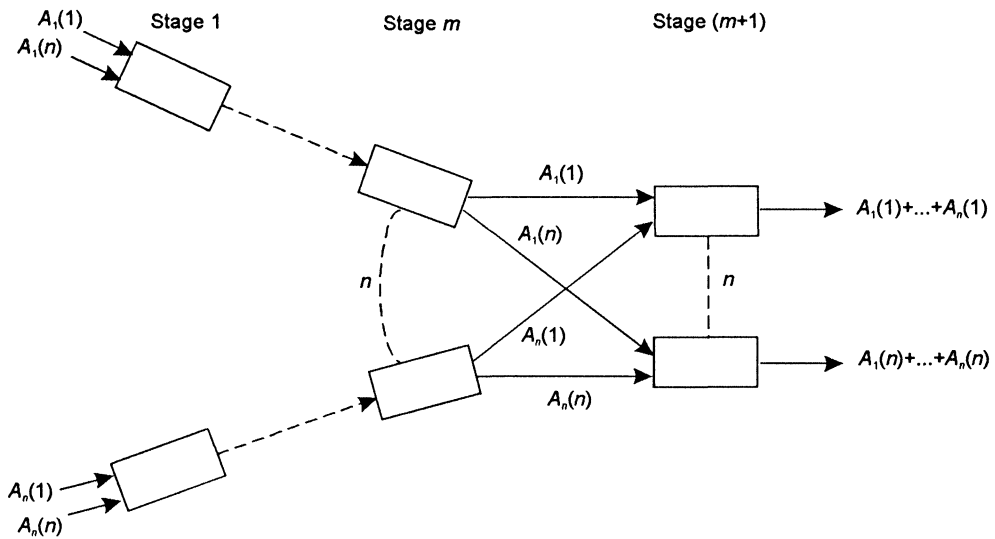 Stage 1
Stage m
Stage (m+1)
A₁(1)
A₁(n)
A₁(1)
A₁(n)
n
Aₙ(1)
Aₙ(n)
n
A₁(1)+...+Aₙ(1)
A₁(n)+...+Aₙ(n)
Aₙ(1)
Aₙ(n)